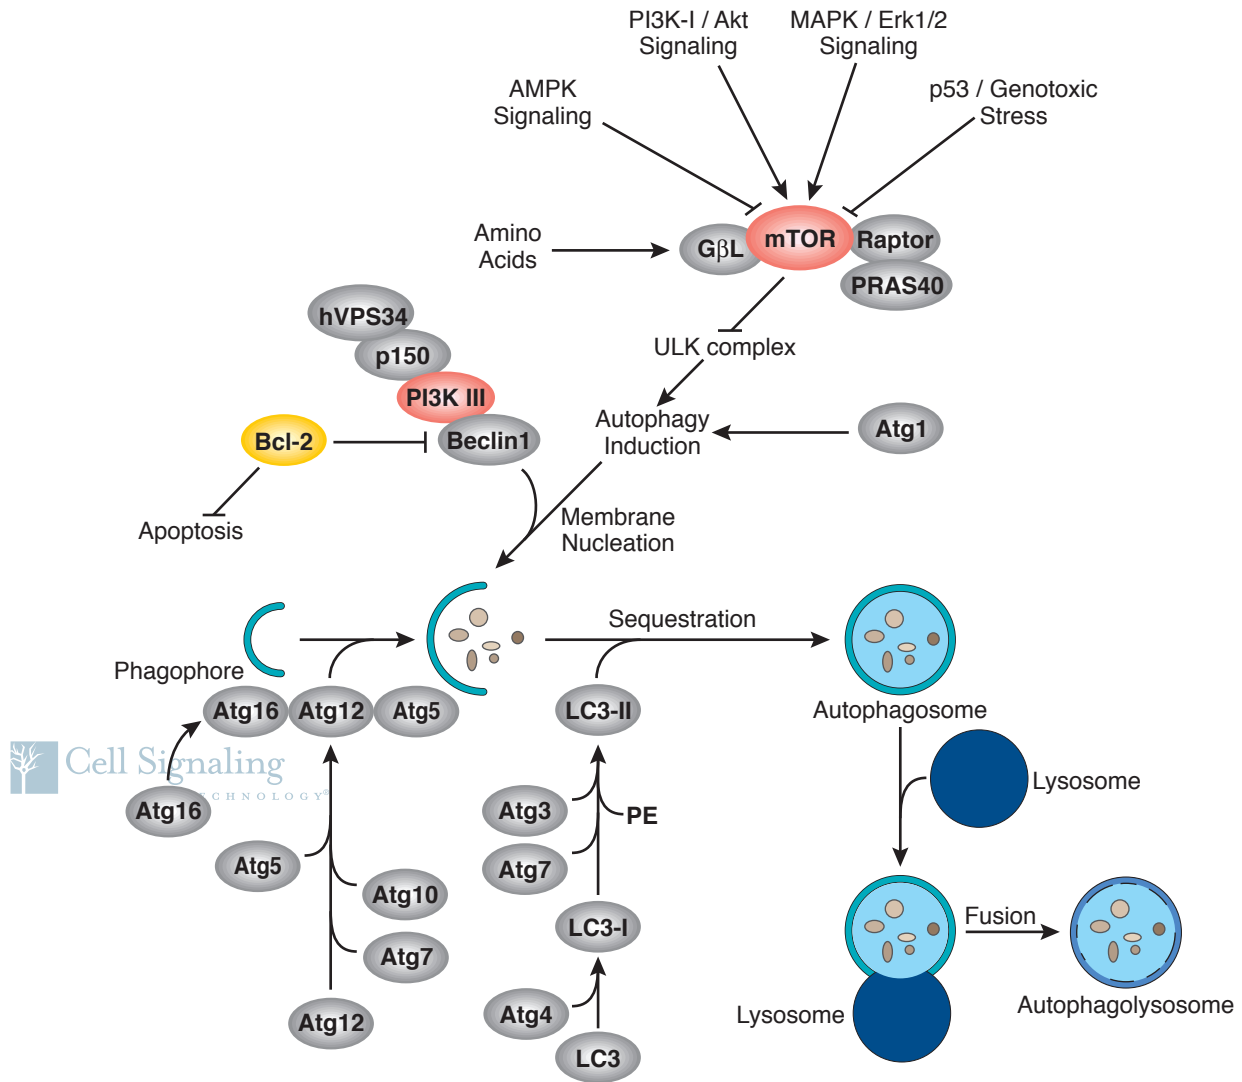 PI3K-I / Akt
Signaling
MAPK / Erk1/2
Signaling
AMPK
Signaling
p53 / Genotoxic
Stress
Amino
Acids
GβL
mTOR
Raptor
PRAS40
hVPS34
p150
PI3K III
Beclin1
Bcl-2
Apoptosis
ULK complex
Autophagy
Induction
Atg1
Membrane
Nucleation
Phagophore
Sequestration
Autophagosome
Atg16
Atg12
Atg5
LC3-II
Cell Signaling
TECHNOLOGY®
Atg16
Atg5
Atg10
Atg7
Atg12
Atg3
PE
Atg7
LC3-I
Atg4
LC3
Lysosome
Fusion
Lysosome
Autophagolysosome